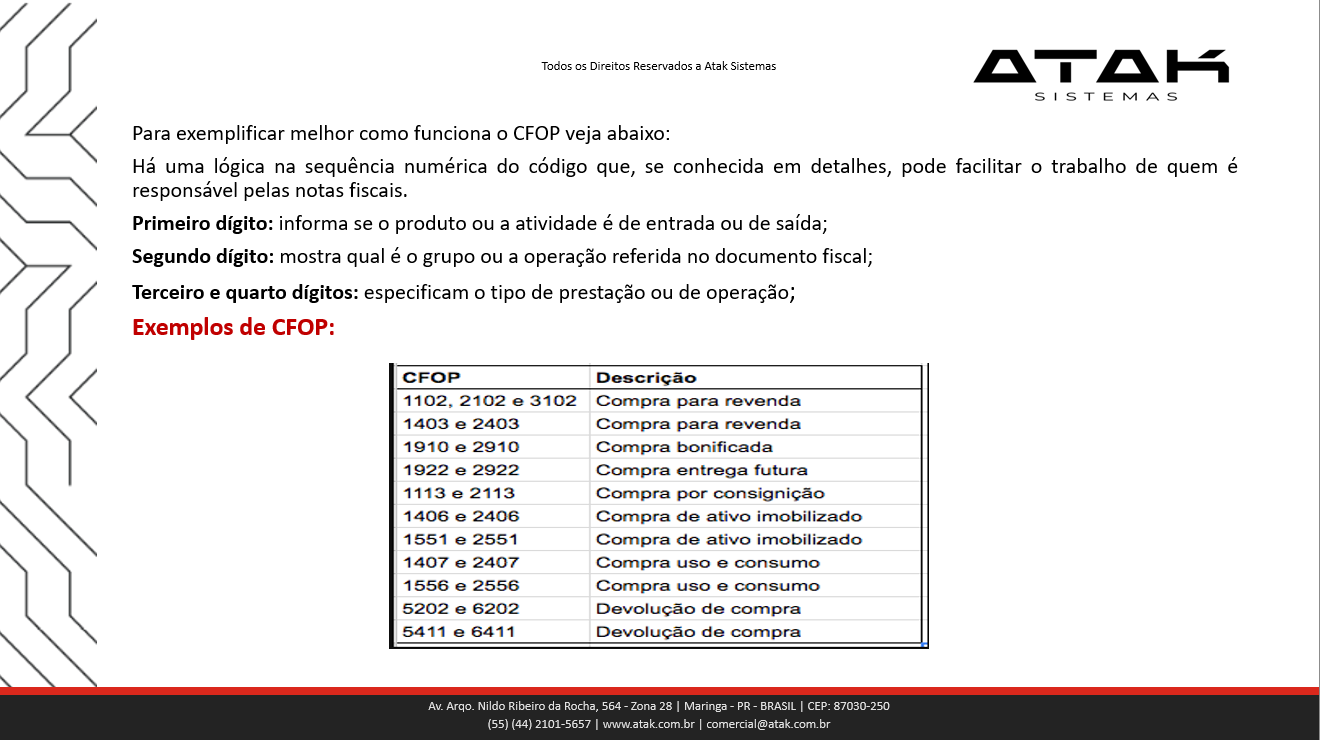 Todos os Direitos Reservados a Atak Sistemas
ATAK
SISTEMAS
Para exemplificar melhor como funciona o CFOP veja abaixo:
Há uma lógica na sequência numérica do código que, se conhecida em detalhes, pode facilitar o trabalho de quem é
responsável pelas notas fiscais.
Primeiro dígito: informa se o produto ou a atividade é de entrada ou de saída;
Segundo dígito: mostra qual é o grupo ou a operação referida no documento fiscal;
Terceiro e quarto dígitos: especificam o tipo de prestação ou de operação;
Exemplos de CFOP:
CFOP Descrição
1102, 2102 e 3102 Compra para revenda
1403 e 2403 Compra para revenda
1910 e 2910 Compra bonificada
1922 e 2922 Compra entrega futura
1113 e 2113 Compra por consignição
1406 e 2406 Compra de ativo imobilizado
1551 e 2551 Compra de ativo imobilizado
1407 e 2407 Compra uso e consumo
1556 e 2556 Compra uso e consumo
5202 e 6202 Devolução de compra
5411 e 6411 Devolução de compra
Av. Arqo. Nildo Ribeiro da Rocha, 564 - Zona 28 | Maringa - PR - BRASIL | CEP: 87030-250
(55) (44) 2101-5657 | www.atak.com.br | comercial@atak.com.br